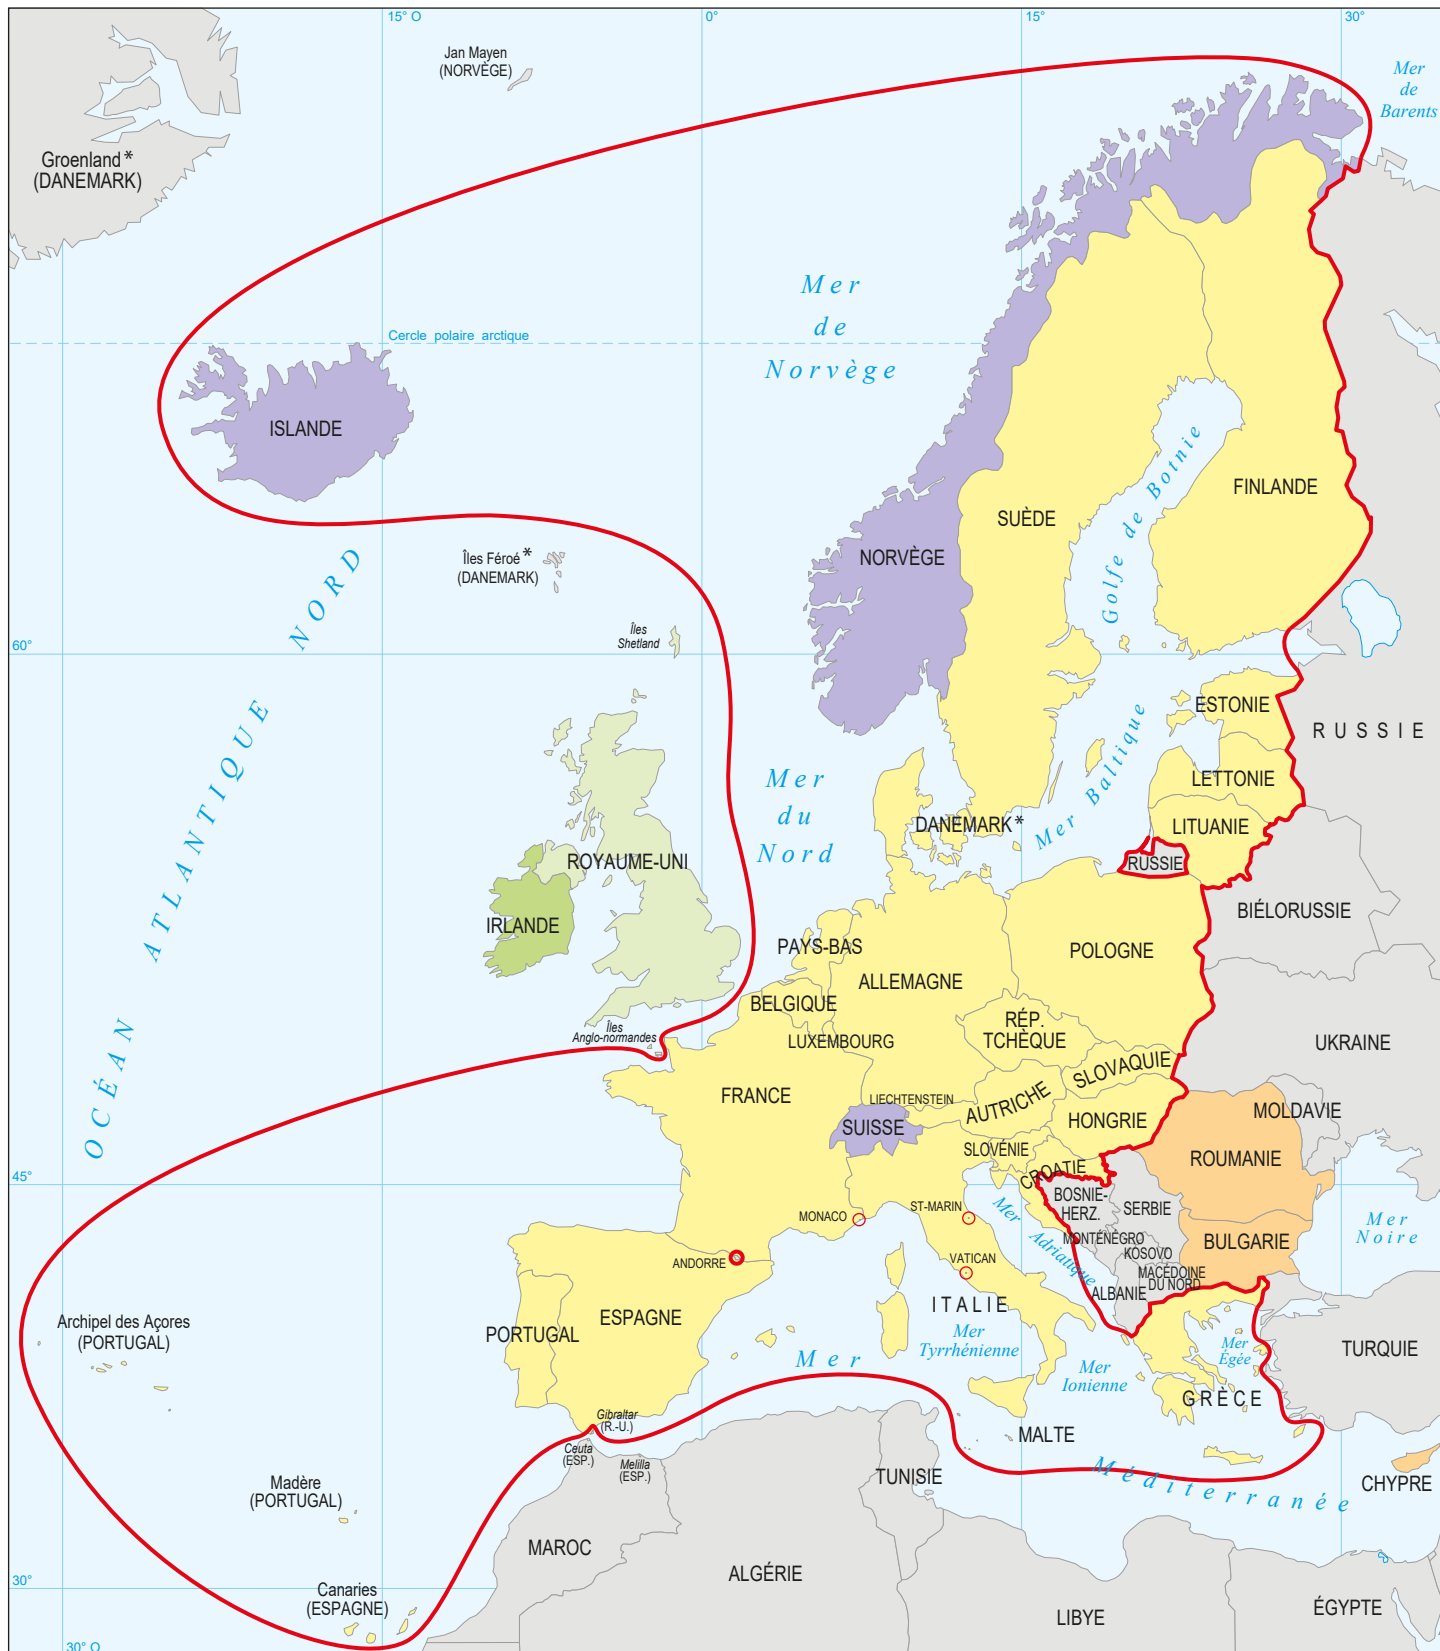 15° O
0°
15°
30°
Jan Mayen
(NORVÈGE)
Mer
de
Barents
Groenland *
(DANEMARK)
Mer
de
Norvège
Cercle polaire arctique
ISLANDE
FINLANDE
SUÈDE
Golfe de Botnie
NORVÈGE
Îles Féroé *
(DANEMARK)
Îles
Shetland
60°
OCÉAN ATLANTIQUE NORD
ESTONIE
RUSSIE
Mer Baltique
LETTONIE
Mer
du
Nord
DANEMARK *
LITUANIE
RUSSIE
ROYAUME-UNI
IRLANDE
BIÉLORUSSIE
PAYS-BAS
POLOGNE
ALLEMAGNE
BELGIQUE
RÉP.
TCHÈQUE
Îles
Anglo-normandes
LUXEMBOURG
UKRAINE
SLOVAQUIE
FRANCE
LIECHTENSTEIN
AUTRICHE
HONGRIE
MOLDAVIE
SUISSE
SLOVÉNIE
ROUMANIE
CROATIE
45°
BOSNIE-
HERZ.
SERBIE
MONACO
ST-MARIN
Mer Adriatique
MONTÉNÉGRO
KOSOVO
BULGARIE
Mer
Noire
ANDORRE
VATICAN
MACÉDOINE
DU NORD
ALBANIE
ITALIE
Archipel des Açores
(PORTUGAL)
PORTUGAL
ESPAGNE
Mer
Tyrrhénienne
Mer
Égée
TURQUIE
Mer
Ionienne
GRÈCE
Gibraltar
(R.-U.)
MALTE
Ceuta
(ESP.)
Melilla
(ESP.)
TUNISIE
Mer Méditerranée
CHYPRE
Madère
(PORTUGAL)
MAROC
ALGÉRIE
30°
Canaries
(ESPAGNE)
LIBYE
ÉGYPTE
30° O